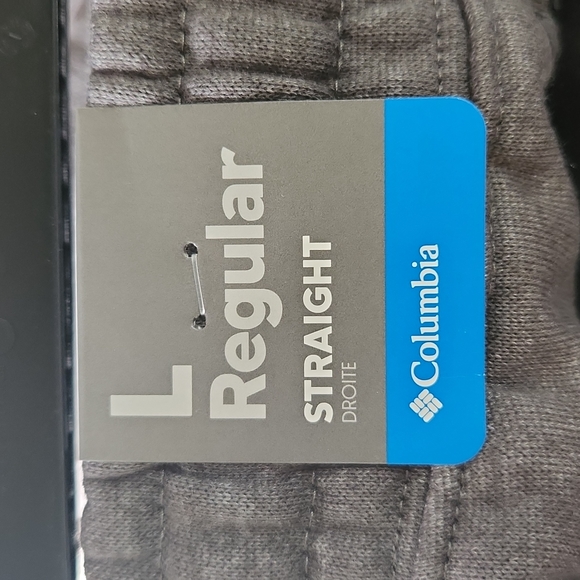 L
Regular
STRAIGHT
DROITE
Columbia